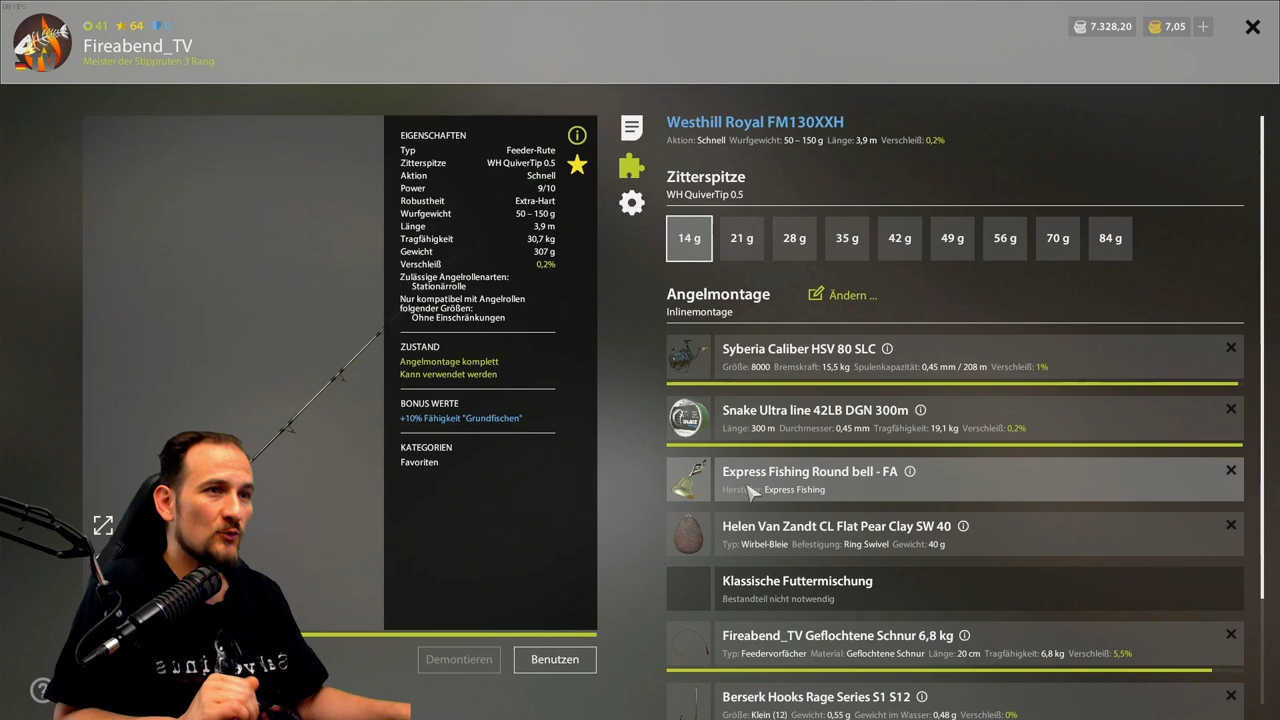 41 64 0
Fireabend_TV
Meister der Stippruten 3 Rang
7.328,20
7,05
EIGENSCHAFTEN
Typ Feeder-Rute
Zitterspitze WH QuiverTip 0.5
Aktion Schnell
Power 9/10
Robustheit Extra-Hart
Wurfgewicht 50 – 150 g
Länge 3,9 m
Tragfähigkeit 30,7 kg
Gewicht 307 g
Verschleiß 0,2%
Zulässige Angelrollenarten:
Stationärrolle
Nur kompatibel mit Angelrollen
folgender Größen:
Ohne Einschränkungen
ZUSTAND
Angelmontage komplett
Kann verwendet werden
BONUS WERTE
+10% Fähigkeit "Grundfischen"
KATEGORIEN
Favoriten
Demontieren
Benutzen
Westhill Royal FM130XXH
Aktion: Schnell Wurfgewicht: 50 – 150 g Länge: 3,9 m Verschleiß: 0,2%
Zitterspitze
WH QuiverTip 0.5
14 g 21 g 28 g 35 g 42 g 49 g 56 g 70 g 84 g
Angelmontage Ändern ...
Inlinemontage
Syberia Caliber HSV 80 SLC
Größe: 8000 Bremskraft: 15,5 kg Spulenkapazität: 0,45 mm / 208 m Verschleiß: 1%
Snake Ultra line 42LB DGN 300m
Länge: 300 m Durchmesser: 0,45 mm Tragfähigkeit: 19,1 kg Verschleiß: 0,2%
Express Fishing Round bell - FA
Express Fishing
Helen Van Zandt CL Flat Pear Clay SW 40
Typ: Wirbel-Bleie Befestigung: Ring Swivel Gewicht: 40 g
Klassische Futtermischung
Bestandteil nicht notwendig
Fireabend_TV Geflochtene Schnur 6,8 kg
Typ: Feedervorfächer Material: Geflochtene Schnur Länge: 20 cm Tragfähigkeit: 6,8 kg Verschleiß: 5,5%
Berserk Hooks Rage Series S1 S12
Größe: Klein (12) Gewicht: 0,55 g Gewicht im Wasser: 0,48 g Verschleiß: 0%